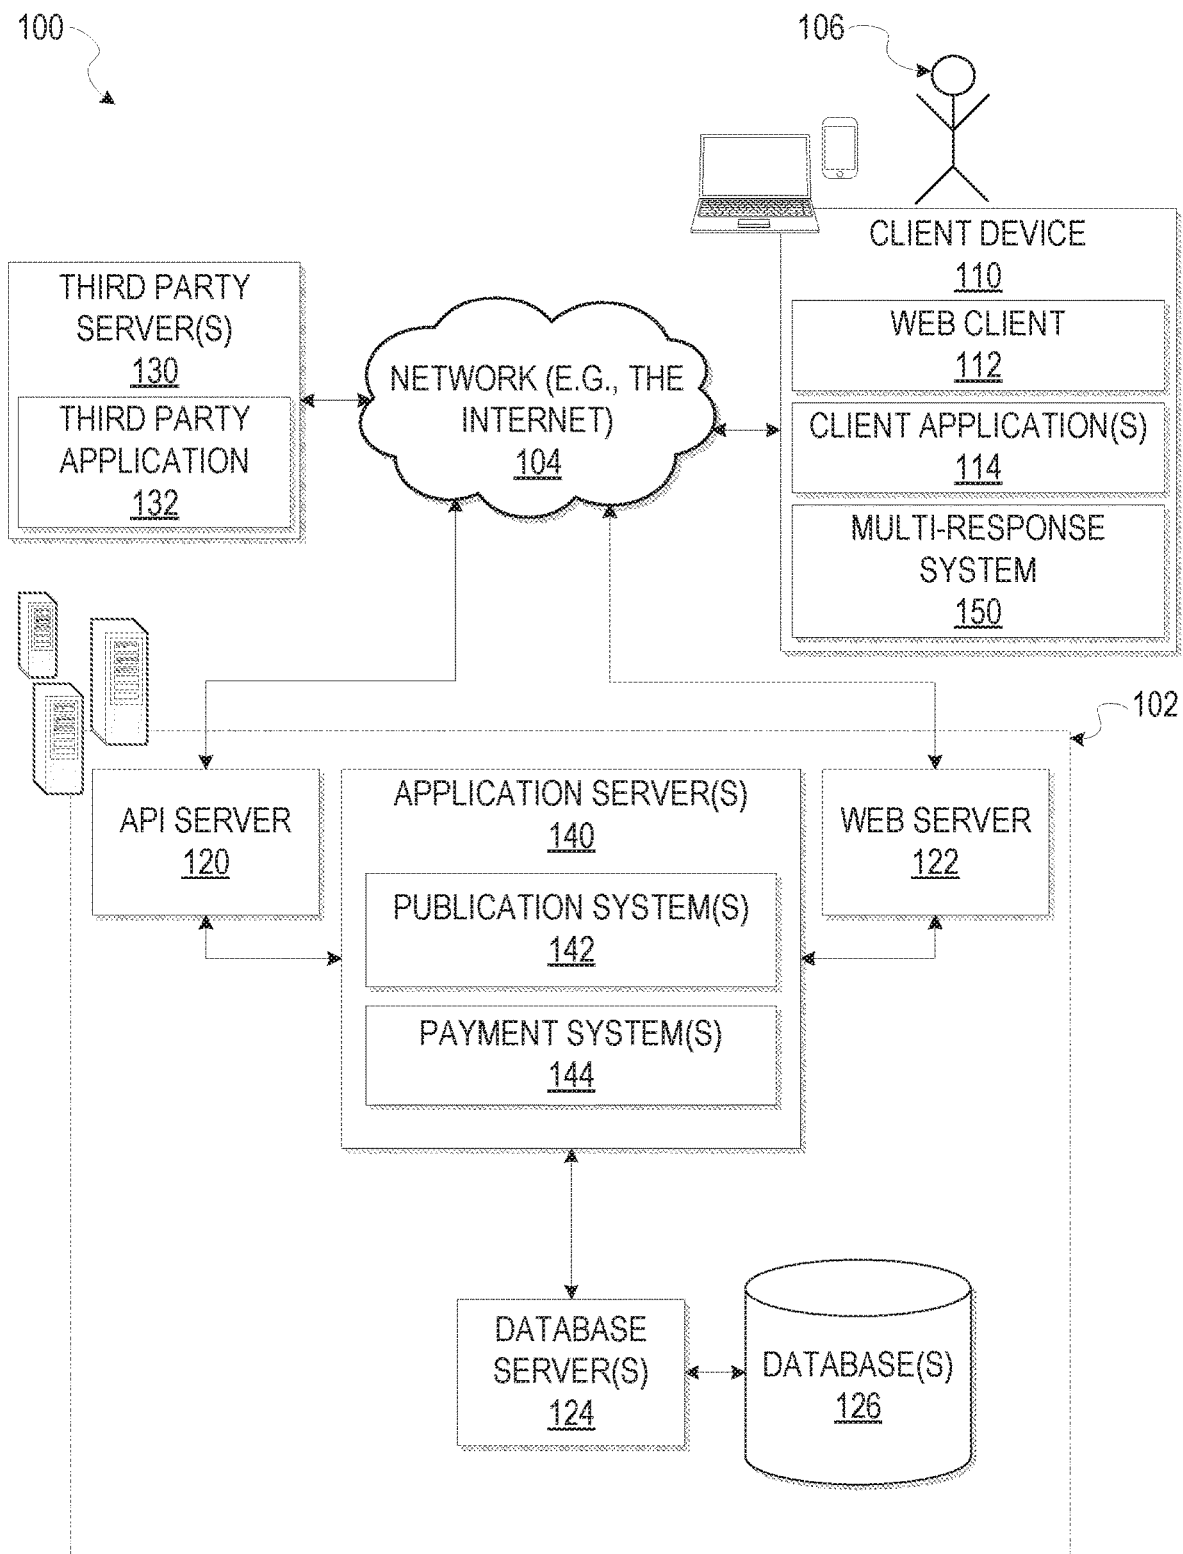 100
106
CLIENT DEVICE
110
WEB CLIENT
112
CLIENT APPLICATION(S)
114
MULTI-RESPONSE
SYSTEM
150
THIRD PARTY
SERVER(S)
130
THIRD PARTY
APPLICATION
132
NETWORK (E.G., THE
INTERNET)
104
102
API SERVER
120
APPLICATION SERVER(S)
140
PUBLICATION SYSTEM(S)
142
PAYMENT SYSTEM(S)
144
WEB SERVER
122
DATABASE
SERVER(S)
124
DATABASE(S)
126